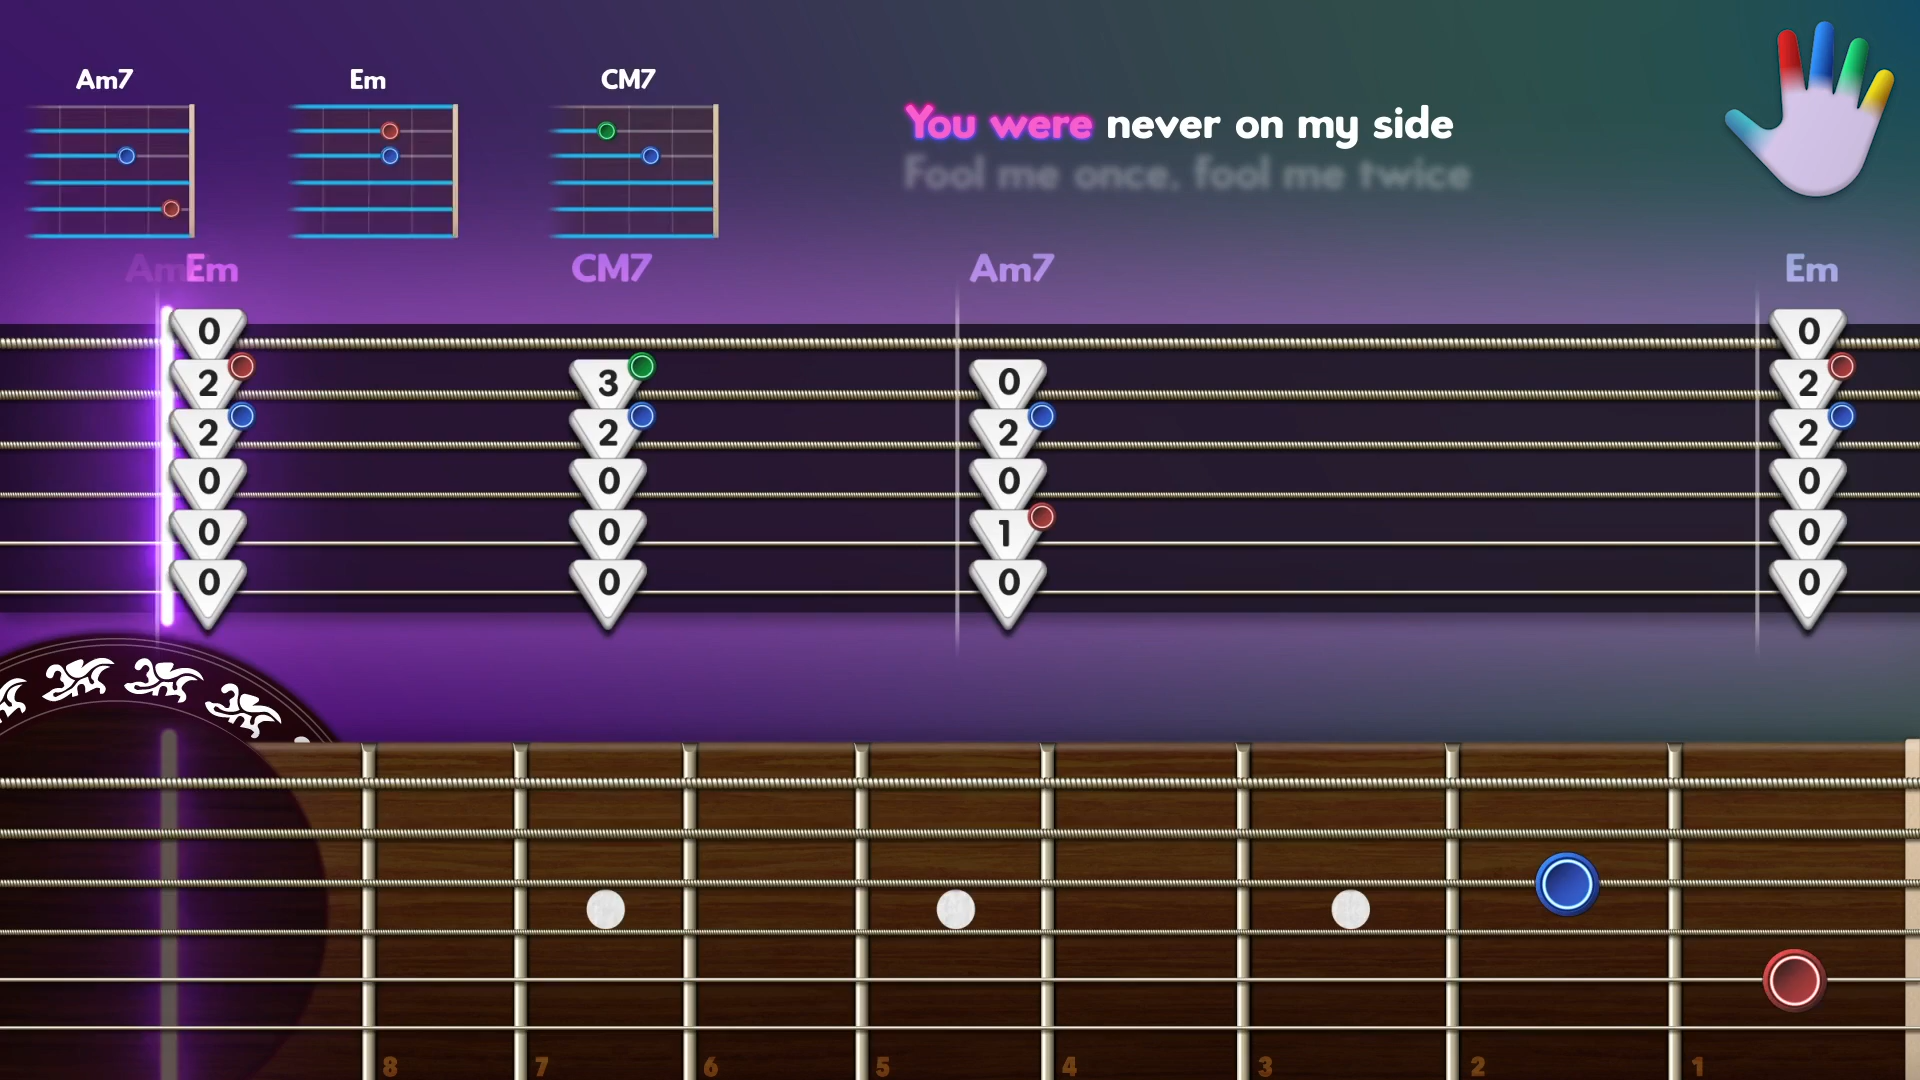 Am7 Em CM7
You were never on my side
Fool me once, fool me twice
Am Em CM7 Am7 Em
0 0
2 3 0 2
2 2 2 2
0 0 0 0
0 0 1 0
0 0 0 0
8 7 6 5 4 3 2 1